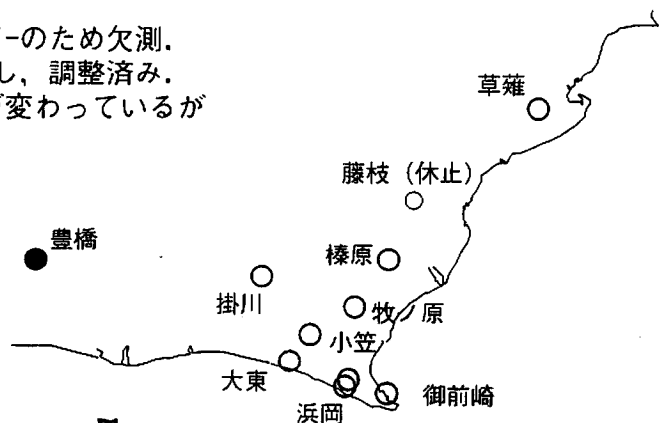 ーのため欠測．
し，調整済み．
変わっているが
草薙
藤枝（休止）
豊橋
榛原
掛川
牧ノ原
小笠
大東
御前崎
浜岡